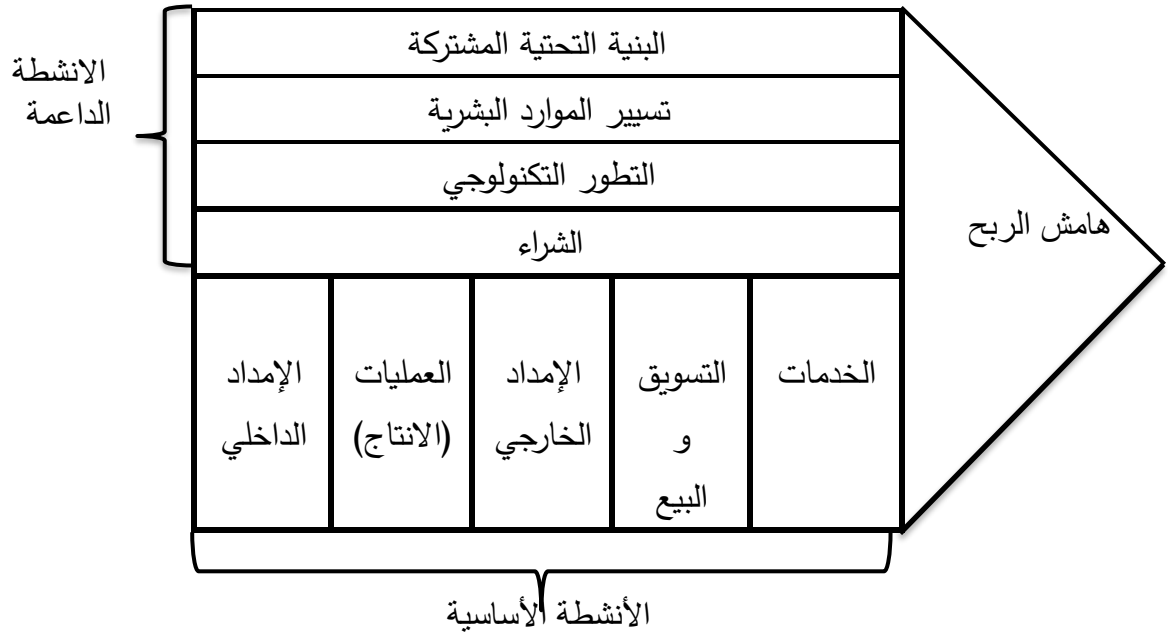 البنية التحتية المشتركة
الانشطة
الداعمة
تسيير الموارد البشرية
التطور التكنولوجي
الشراء
هامش الربح
الإمداد
الداخلي
العمليات
(الانتاج)
الإمداد
الخارجي
التسويق
و
البيع
الخدمات
الأنشطة الأساسية